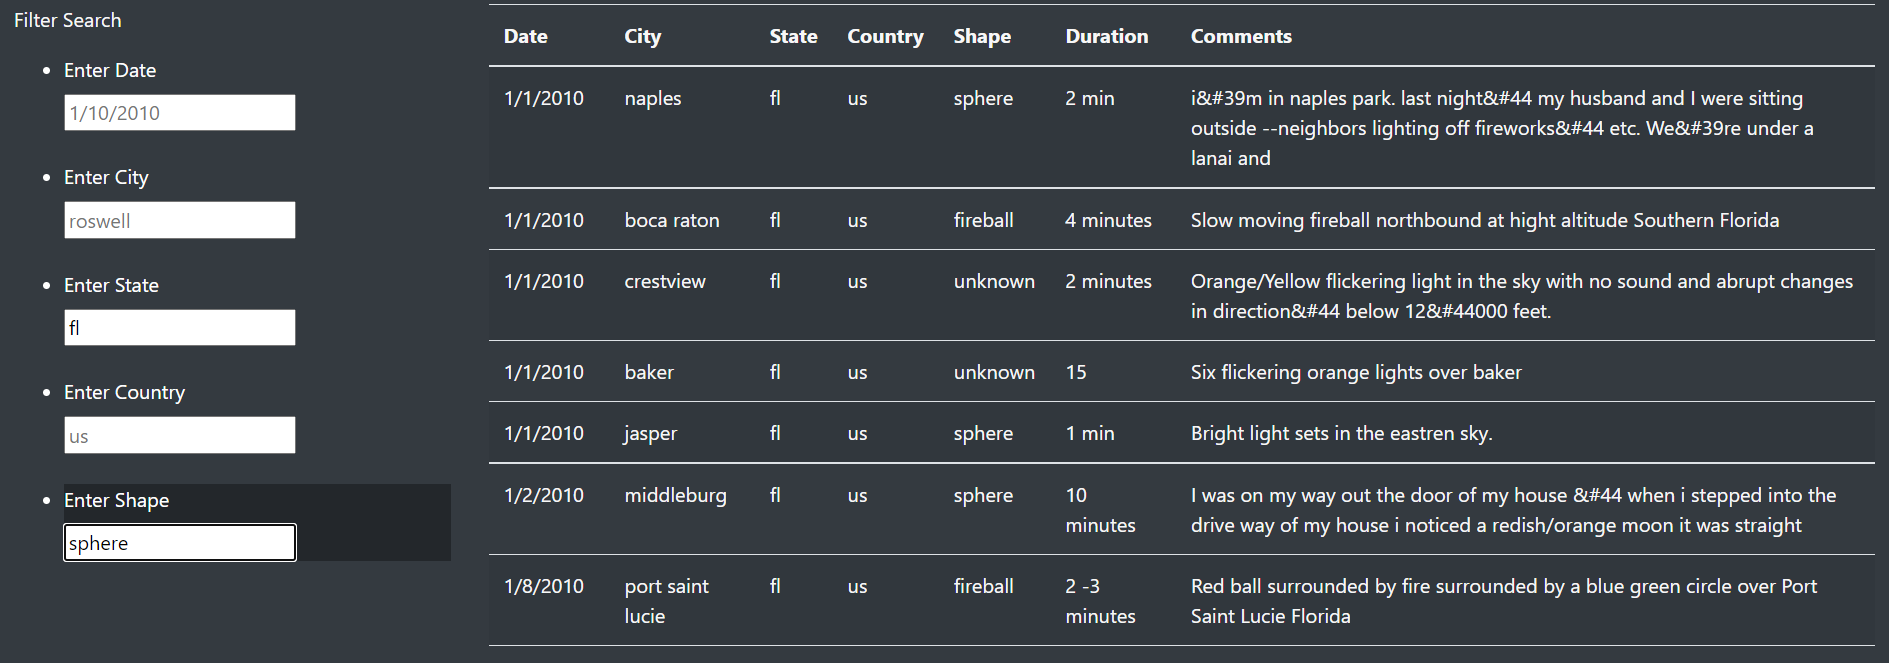 Filter Search
Enter Date
1/10/2010
Enter City
roswell
Enter State
fl
Enter Country
us
Enter Shape
sphere
Date City State Country Shape Duration Comments
1/1/2010 naples fl us sphere 2 min i&#39m in naples park. last night&#44 my husband and I were sitting
outside --neighbors lighting off fireworks&#44 etc. We&#39re under a
lanai and
1/1/2010 boca raton fl us fireball 4 minutes Slow moving fireball northbound at hight altitude Southern Florida
1/1/2010 crestview fl us unknown 2 minutes Orange/Yellow flickering light in the sky with no sound and abrupt changes
in direction&#44 below 12&#44000 feet.
1/1/2010 baker fl us unknown 15 Six flickering orange lights over baker
1/1/2010 jasper fl us sphere 1 min Bright light sets in the eastren sky.
1/2/2010 middleburg fl us sphere 10 I was on my way out the door of my house &#44 when i stepped into the
minutes drive way of my house i noticed a redish/orange moon it was straight
1/8/2010 port saint fl us fireball 2 -3 Red ball surrounded by fire surrounded by a blue green circle over Port
lucie minutes Saint Lucie Florida